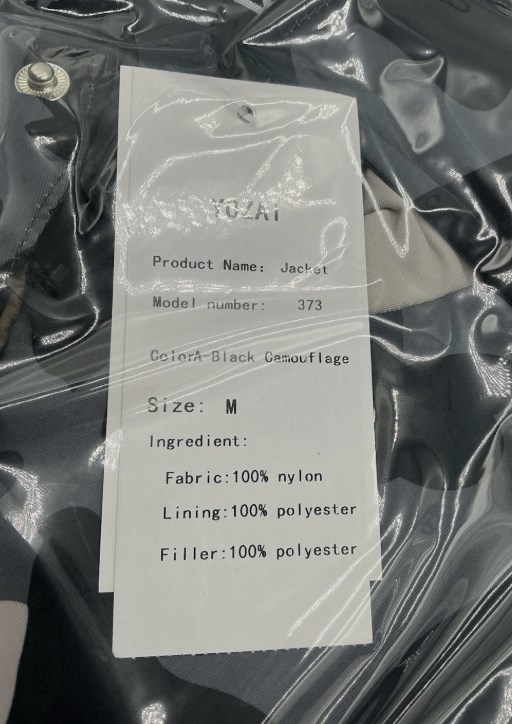 YOZAI
Product Name: Jacket
Model number: 373
ColorA-Black Camouflage
Size: M
Ingredient:
Fabric:100% nylon
Lining:100% polyester
Filler:100% polyester